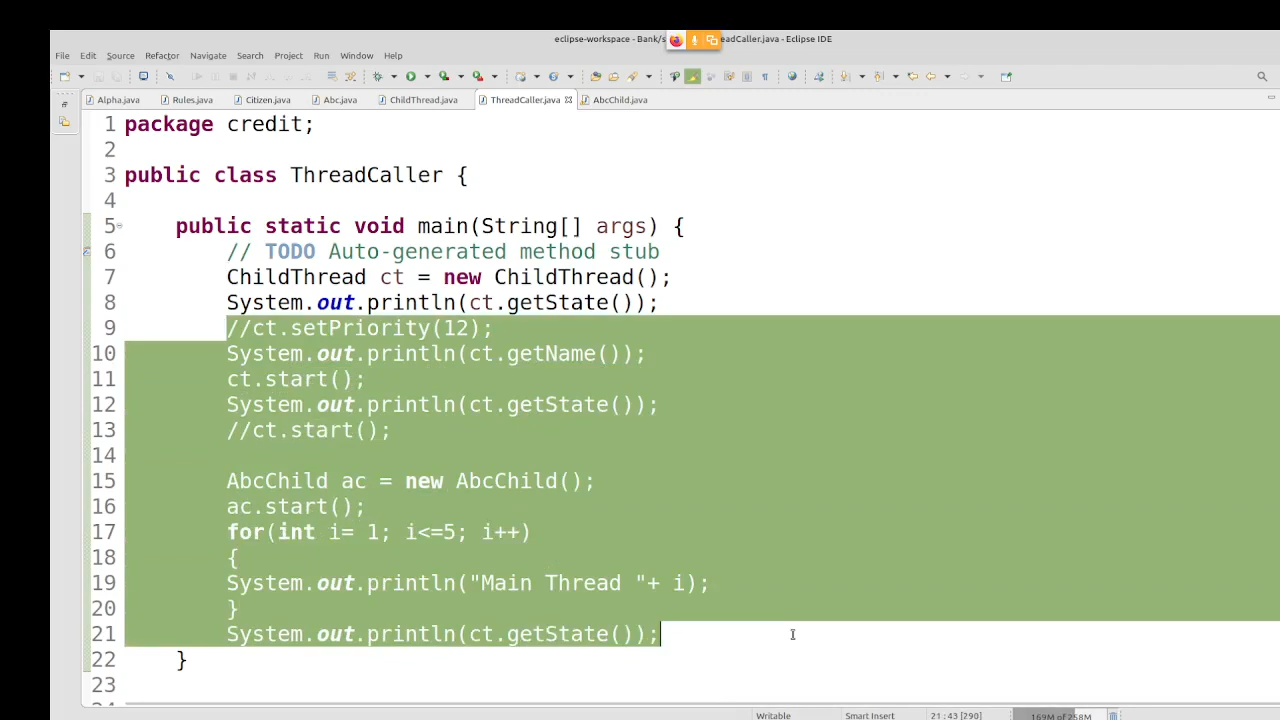 eclipse-workspace - Bank/s eadCaller.java - Eclipse IDE
File Edit Source Refactor Navigate Search Project Run Window Help
Alpha.java Rules.java Citizen.java Abc.java ChildThread.java ThreadCaller.java AbcChild.java
1 package credit;
2
3 public class ThreadCaller {
4
5 public static void main(String[] args) {
6 // TODO Auto-generated method stub
7 ChildThread ct = new ChildThread();
8 System.out.println(ct.getState());
9 //ct.setPriority(12);
10 System.out.println(ct.getName());
11 ct.start();
12 System.out.println(ct.getState());
13 //ct.start();
14
15 AbcChild ac = new AbcChild();
16 ac.start();
17 for(int i= 1; i<=5; i++)
18 {
19 System.out.println("Main Thread "+ i);
20 }
21 System.out.println(ct.getState());
22 }
23
Writable Smart Insert 21 : 43 [290] 169M of 258M